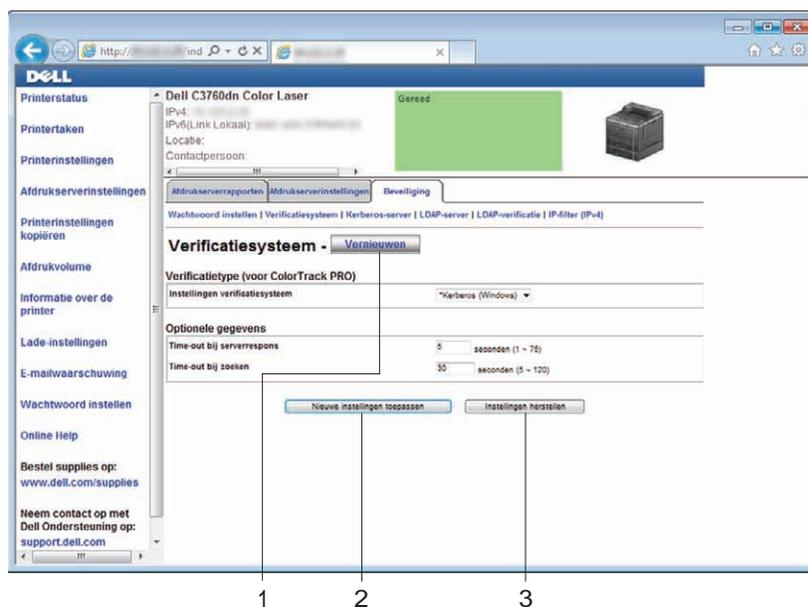 http:// ind
DELL
Printerstatus
Printertaken
Printerinstellingen
Afdrukserverinstellingen
Printerinstellingen
kopiëren
Afdrukvolume
Informatie over de
printer
Lade-instellingen
E-mailwaarschuwing
Wachtwoord instellen
Online Help
Bestel supplies op:
www.dell.com/supplies
Neem contact op met
Dell Ondersteuning op:
support.dell.com
Dell C3760dn Color Laser
IPv4:
IPv6(Link Lokaal):
Locatie:
Contactpersoon:
Gereed
Afdrukserverrapporten Afdrukserverinstellingen Beveiliging
Wachtwoord instellen | Verificatiesysteem | Kerberos-server | LDAP-server | LDAP-verificatie | IP-filter (IPv4)
Verificatiesysteem - Vernieuwen
Verificatietype (voor ColorTrack PRO)
Instellingen verificatiesysteem *Kerberos (Windows)
Optionele gegevens
Time-out bij serverrespons 5 seconden (1 ~ 75)
Time-out bij zoeken 30 seconden (5 ~ 120)
Nieuwe instellingen toepassen Instellingen herstellen
1 2 3